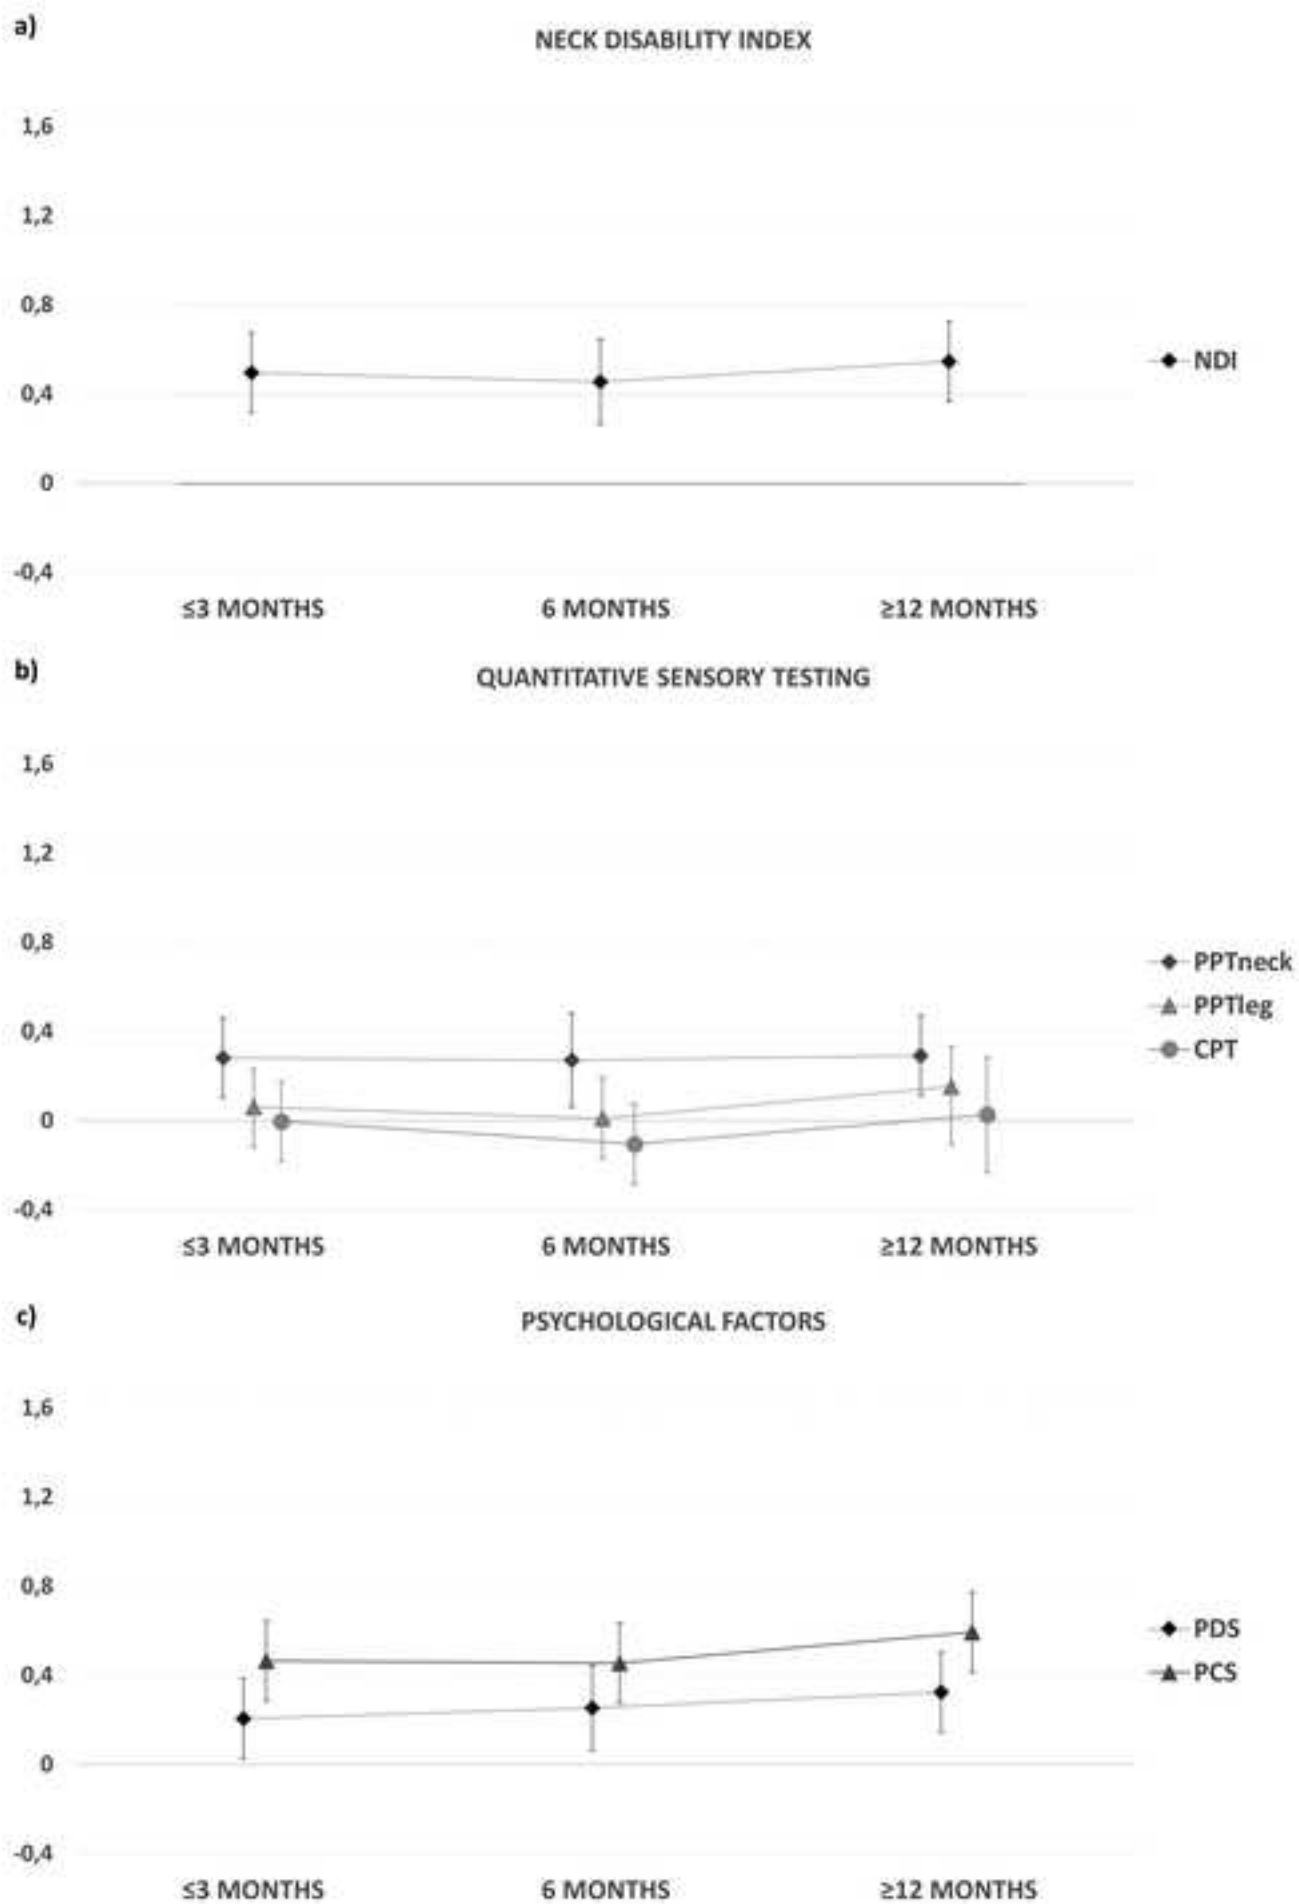 a)
NECK DISABILITY INDEX
1,6
1,2
0,8
0,4
0
-0,4
NDI
≤3 MONTHS 6 MONTHS ≥12 MONTHS
b)
QUANTITATIVE SENSORY TESTING
1,6
1,2
0,8
0,4
0
-0,4
PPTneck
PPTleg
CPT
≤3 MONTHS 6 MONTHS ≥12 MONTHS
c)
PSYCHOLOGICAL FACTORS
1,6
1,2
0,8
0,4
0
-0,4
PDS
PCS
≤3 MONTHS 6 MONTHS ≥12 MONTHS